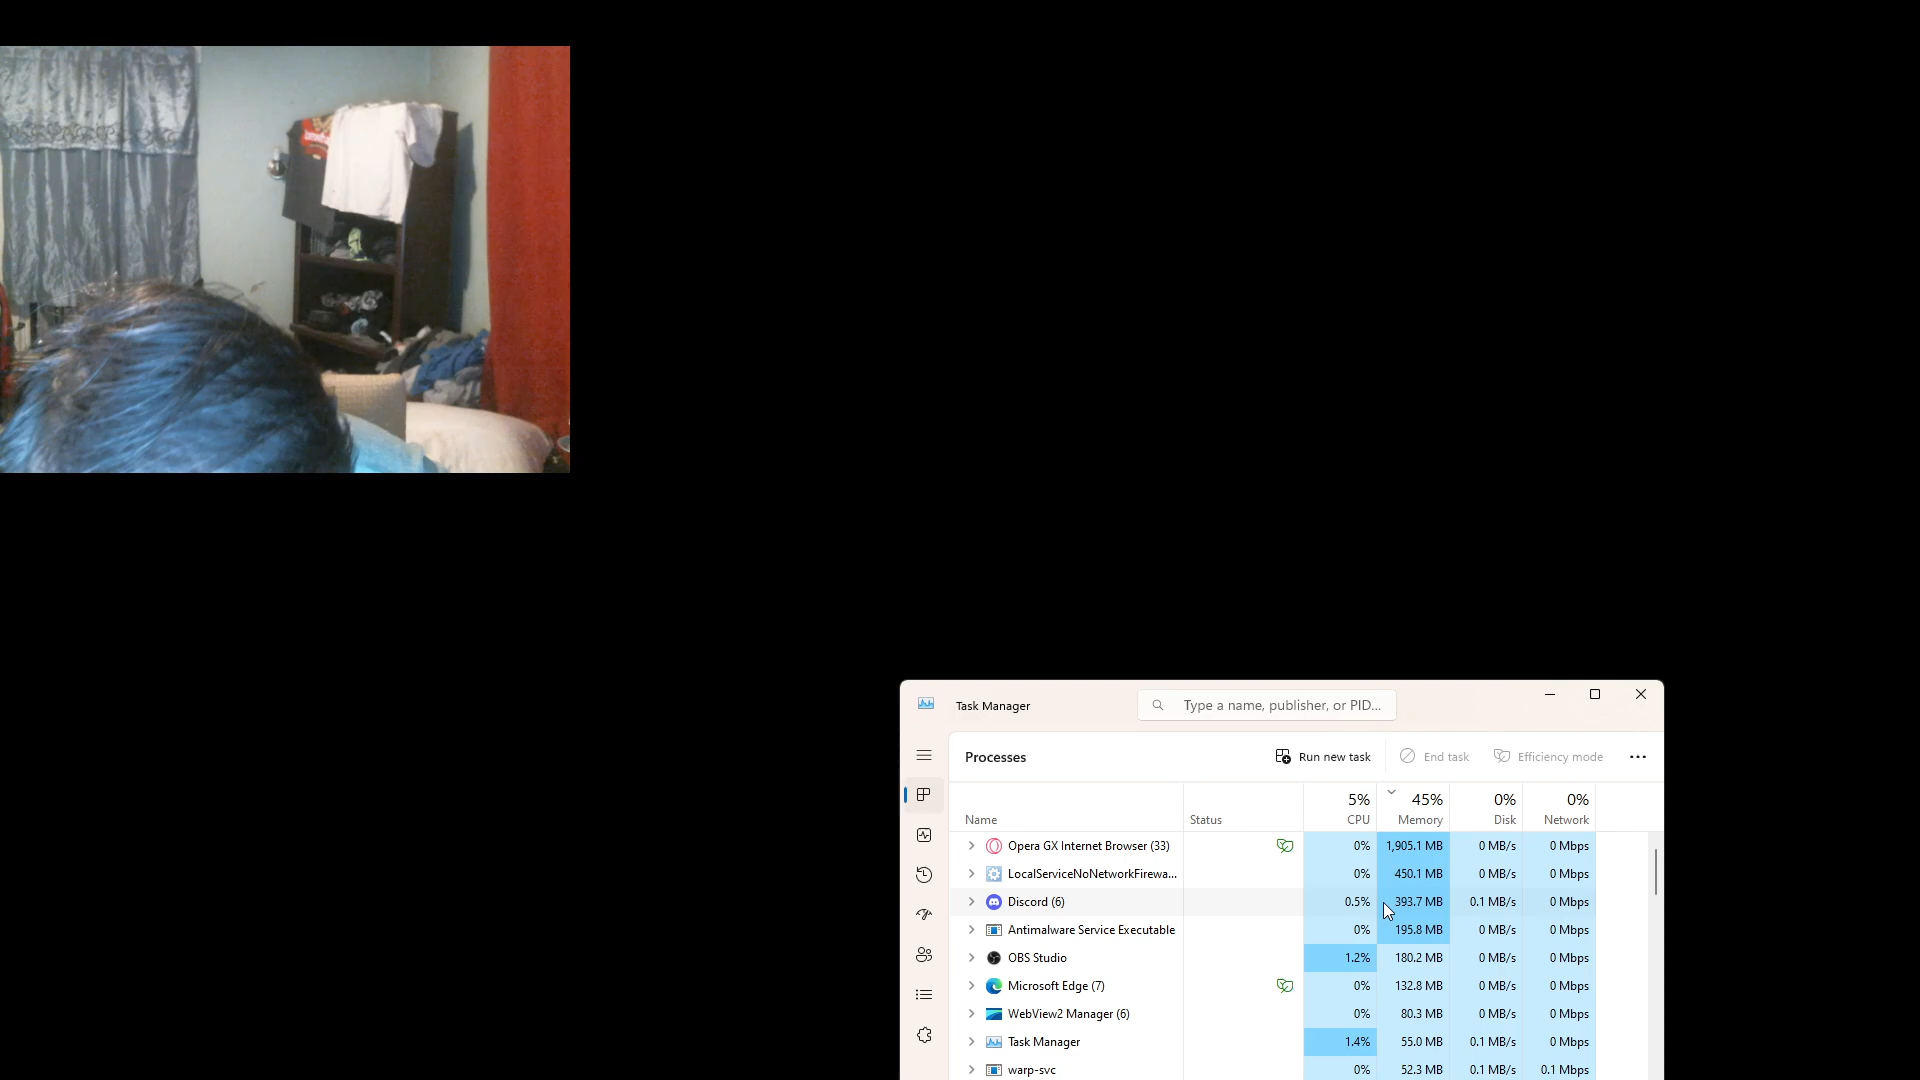 Task Manager
Type a name, publisher, or PID...
Processes
Run new task
End task
Efficiency mode
5% 45% 0% 0%
Name Status CPU Memory Disk Network
Opera GX Internet Browser (33) 0% 1,905.1 MB 0 MB/s 0 Mbps
LocalServiceNoNetworkFirewa... 0% 450.1 MB 0 MB/s 0 Mbps
Discord (6) 0.5% 393.7 MB 0.1 MB/s 0 Mbps
Antimalware Service Executable 0% 195.8 MB 0 MB/s 0 Mbps
OBS Studio 1.2% 180.2 MB 0 MB/s 0 Mbps
Microsoft Edge (7) 0% 132.8 MB 0 MB/s 0 Mbps
WebView2 Manager (6) 0% 80.3 MB 0 MB/s 0 Mbps
Task Manager 1.4% 55.0 MB 0.1 MB/s 0 Mbps
warp-svc 0% 52.3 MB 0.1 MB/s 0.1 Mbps